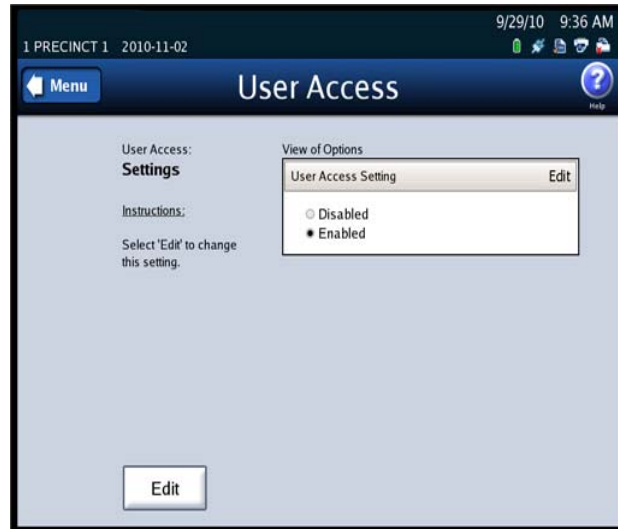 9/29/10 9:36 AM
1 PRECINCT 1 2010-11-02
Menu
User Access
Help
User Access:
Settings
Instructions:
Select 'Edit' to change
this setting.
View of Options
User Access Setting Edit
Disabled
Enabled
Edit